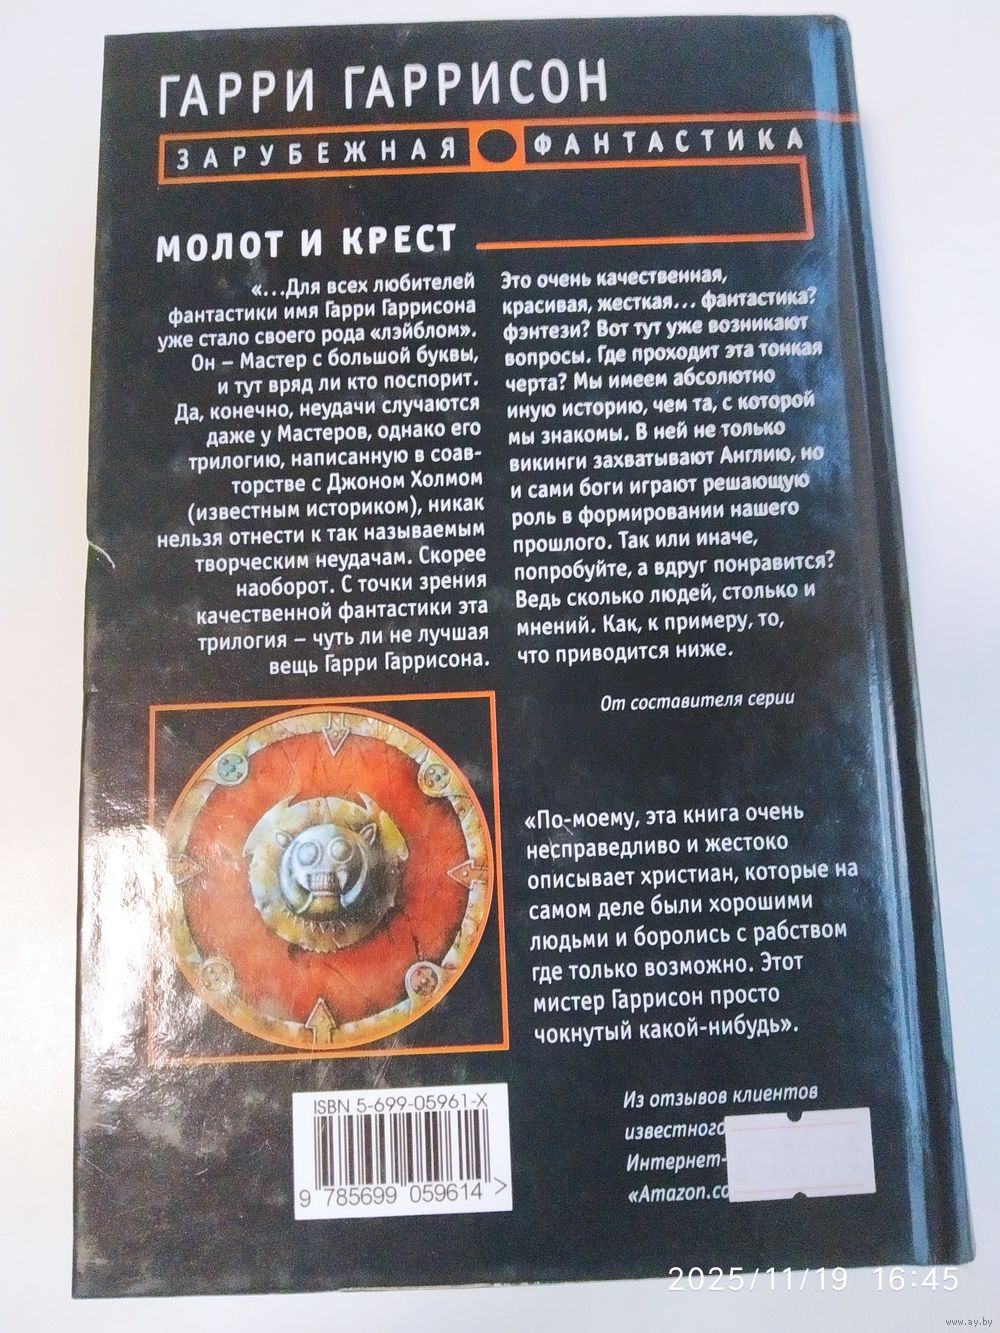 ГАРРИ ГАРРИСОН
ЗАРУБЕЖНАЯ ФАНТАСТИКА
МОЛОТ И КРЕСТ
«...Для всех любителей
фантастики имя Гарри Гаррисона
уже стало своего рода «лэйблом».
Он – Мастер с большой буквы,
и тут вряд ли кто поспорит.
Да, конечно, неудачи случаются
даже у Мастеров, однако его
трилогию, написанную в соав-
торстве с Джоном Холмом
(известным историком), никак
нельзя отнести к так называемым
творческим неудачам. Скорее
наоборот. С точки зрения
качественной фантастики эта
трилогия – чуть ли не лучшая
вещь Гарри Гаррисона.
Это очень качественная,
красивая, жесткая... фантастика?
фэнтези? Вот тут уже возникают
вопросы. Где проходит эта тонкая
черта? Мы имеем абсолютно
иную историю, чем та, с которой
мы знакомы. В ней не только
викинги захватывают Англию, но
и сами боги играют решающую
роль в формировании нашего
прошлого. Так или иначе,
попробуйте, а вдруг понравится?
Ведь сколько людей, столько и
мнений. Как, к примеру, то,
что приводится ниже.
От составителя серии
«По-моему, эта книга очень
несправедливо и жестоко
описывает христиан, которые на
самом деле были хорошими
людьми и боролись с рабством
где только возможно. Этот
мистер Гаррисон просто
чокнутый какой-нибудь».
Из отзывов клиентов
известного
Интернет-
«Amazon.co
ISBN 5-699-05961-X
9 785699 059614 >
2025/11/19 16:45
www.ay.by